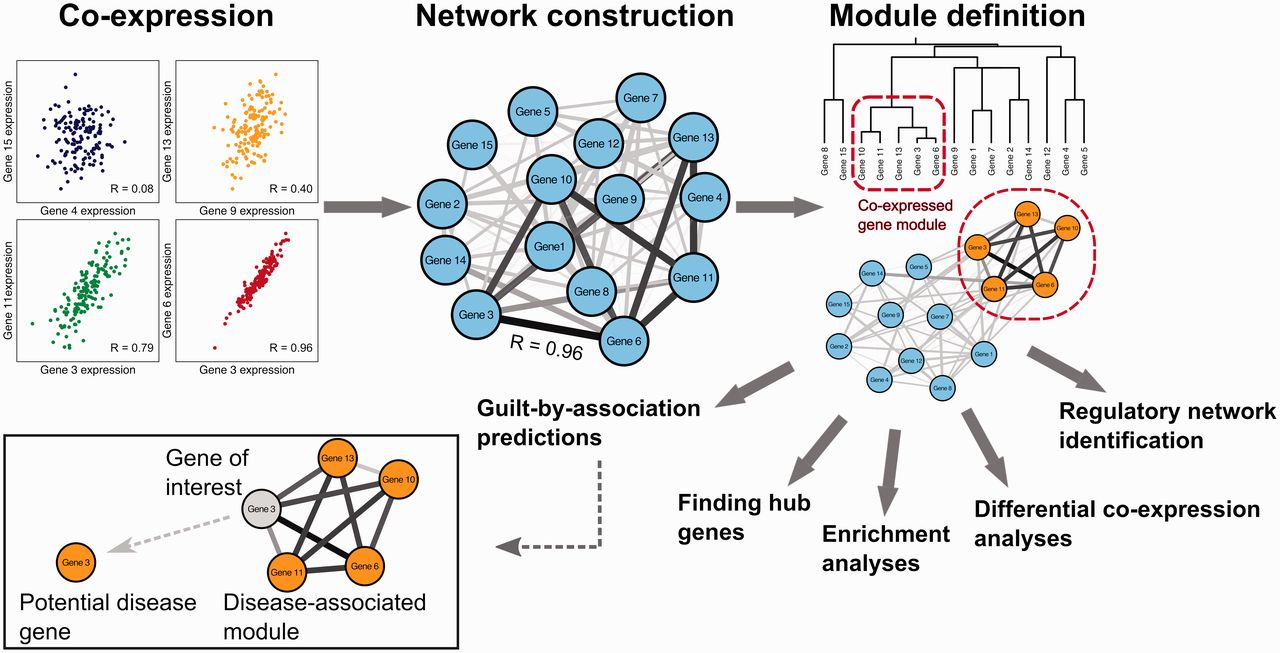 Co-expression
Network construction
Module definition
Gene 15 expression
R = 0.08
Gene 4 expression
Gene 13 expression
R = 0.40
Gene 9 expression
Gene 11expression
R = 0.79
Gene 3 expression
Gene 6 expression
R = 0.96
Gene 3 expression
Gene 7
Gene 5
Gene 13
Gene 15
Gene 12
Gene 10
Gene 9
Gene 4
Gene 2
Gene1
Gene 14
Gene 11
Gene 8
Gene 3
Gene 6
R = 0.96
Gene 8
Gene 15
Gene 10
Gene 11
Gene 13
Gene 3
Gene 6
Gene 9
Gene 1
Gene 7
Gene 2
Gene 14
Gene 12
Gene 4
Gene 5
Co-expressed
gene module
Gene 13
Gene 10
Gene 3
Gene 11
Gene 6
Gene 5
Gene 14
Gene 15
Gene 9
Gene 7
Gene 2
Gene 12
Gene 1
Gene 4
Gene 8
Guilt-by-association
predictions
Finding hub
genes
Enrichment
analyses
Differential co-expression
analyses
Regulatory network
identification
Gene of
interest
Gene 13
Gene 10
Gene 3
Gene 11
Gene 6
Gene 3
Potential disease
gene
Disease-associated
module